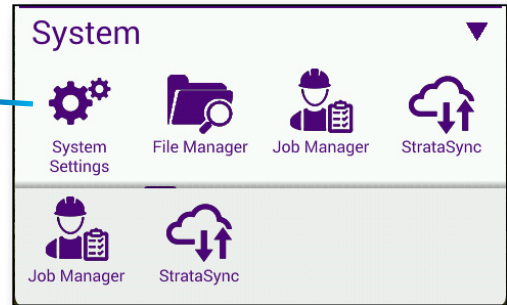 System
System
Settings
File Manager
Job Manager
StrataSync
Job Manager
StrataSync